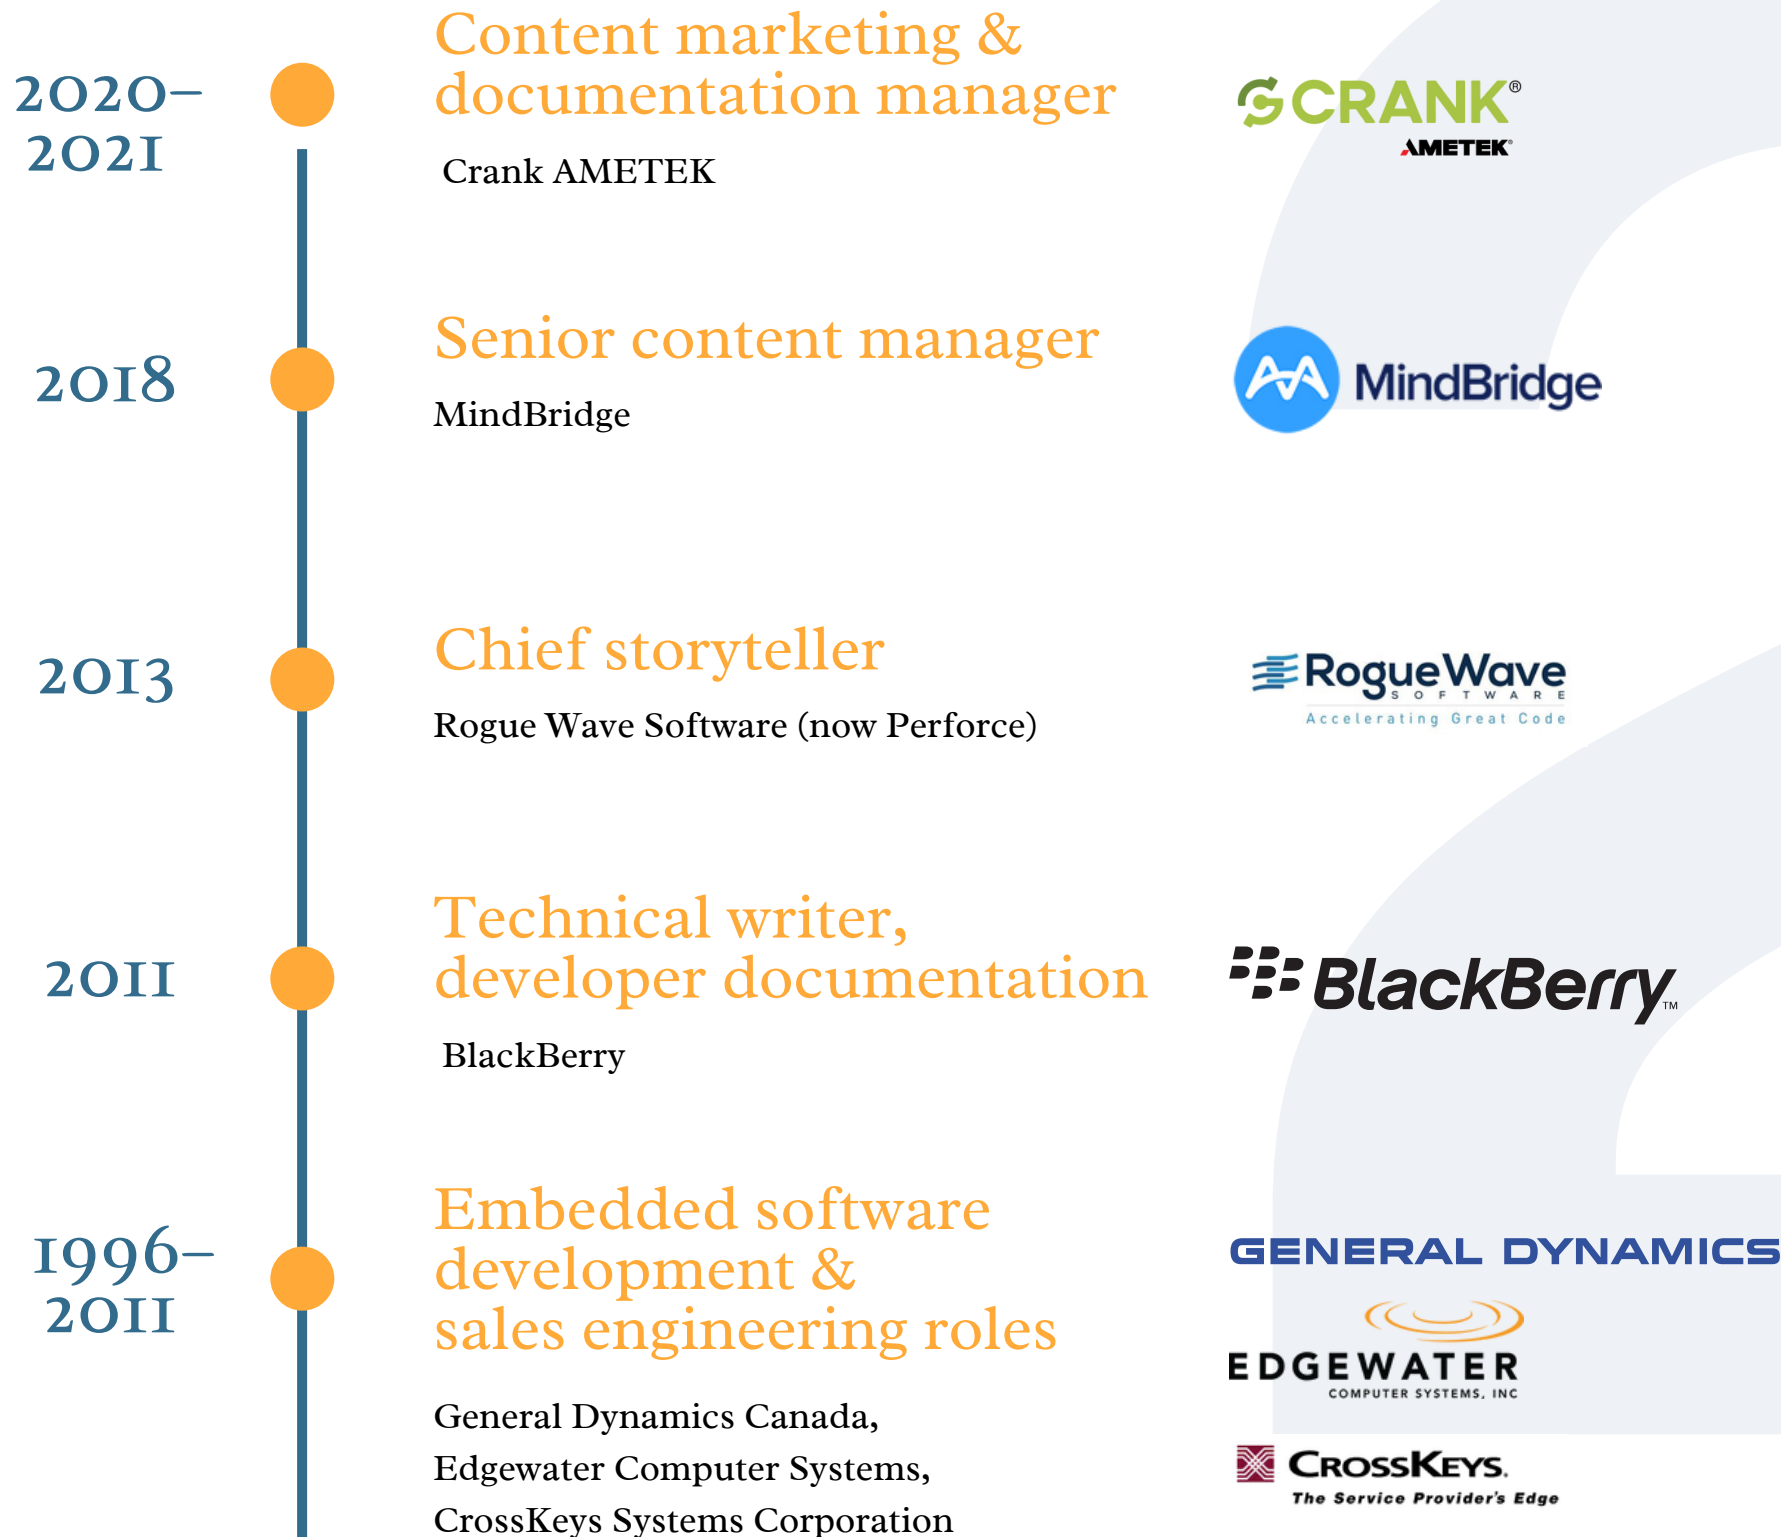 2020–
2021
Content marketing &
documentation manager
Crank AMETEK
CRANK®
AMETEK®
2018
Senior content manager
MindBridge
MindBridge
2013
Chief storyteller
Rogue Wave Software (now Perforce)
RogueWave
SOFTWARE
Accelerating Great Code
2011
Technical writer,
developer documentation
BlackBerry
BlackBerry™
1996–
2011
Embedded software
development &
sales engineering roles
General Dynamics Canada,
Edgewater Computer Systems,
CrossKeys Systems Corporation
GENERAL DYNAMICS
EDGEWATER
COMPUTER SYSTEMS, INC
CROSSKEYS.
The Service Provider's Edge